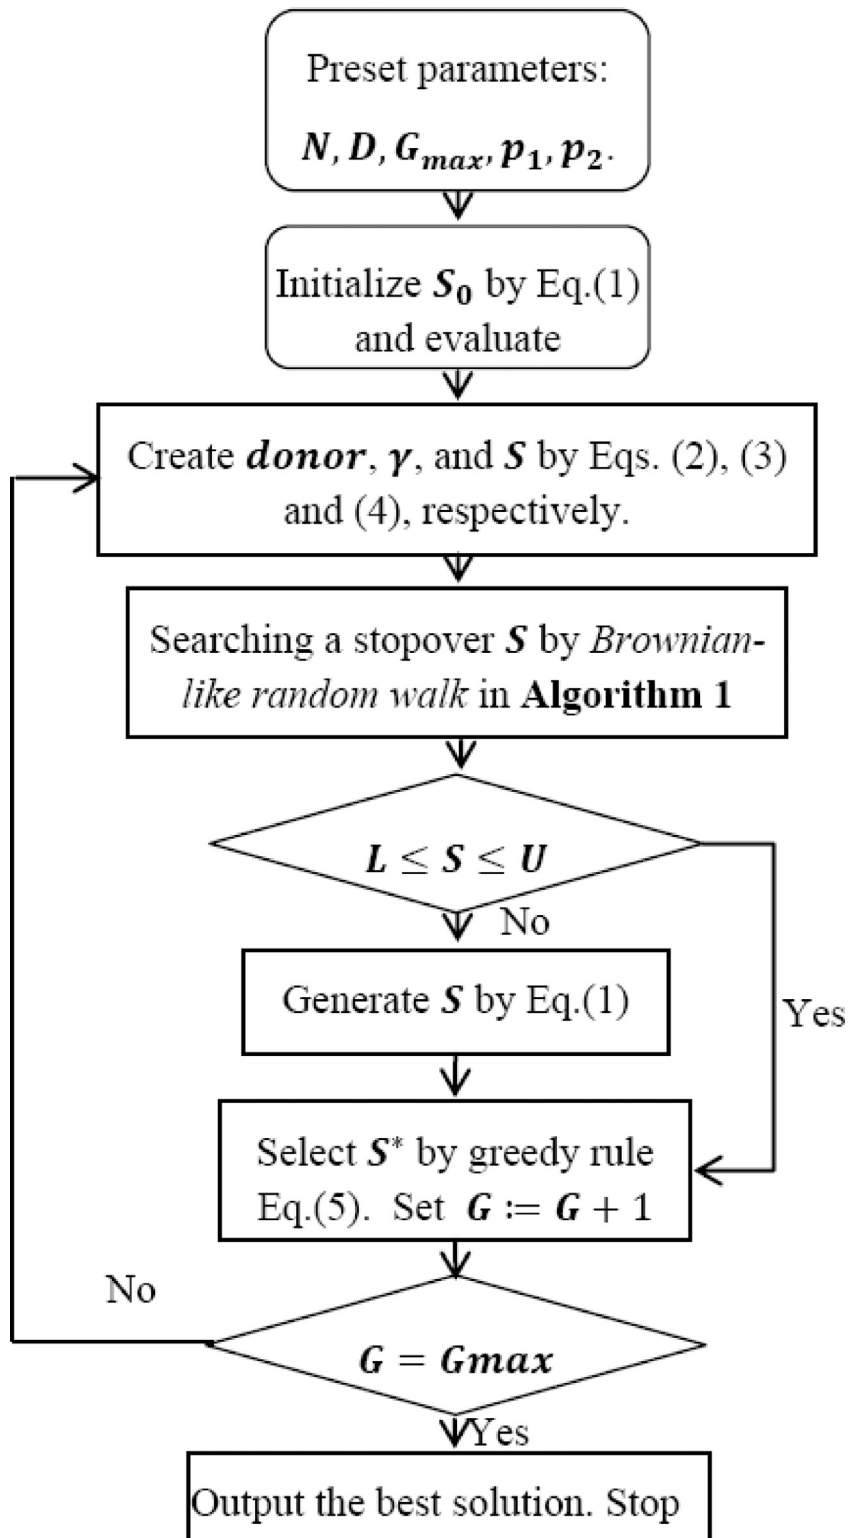 Preset parameters:
N, D, G_max, p_1, p_2.
Initialize S_0 by Eq.(1)
and evaluate
Create donor, γ, and S by Eqs. (2), (3)
and (4), respectively.
Searching a stopover S by Brownian-
like random walk in Algorithm 1
L ≤ S ≤ U
No
Generate S by Eq.(1)
Yes
Select S* by greedy rule
Eq.(5). Set G := G + 1
No
G = Gmax
Yes
Output the best solution. Stop